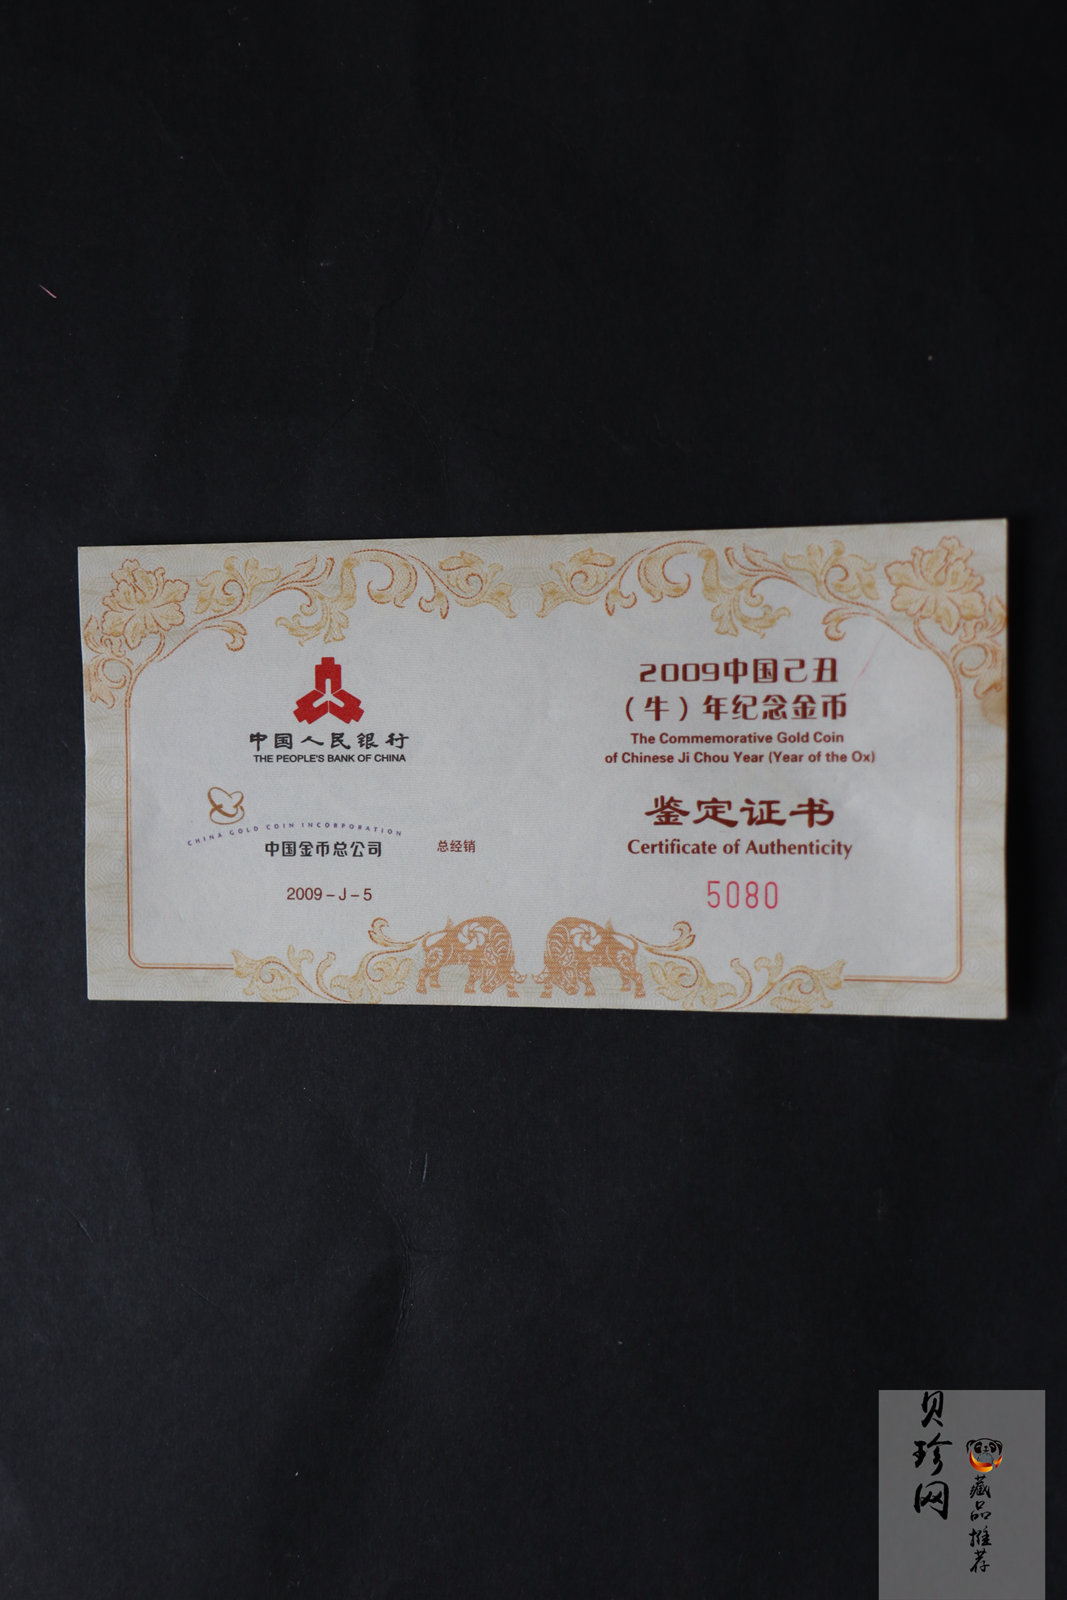 中国人民银行
THE PEOPLE'S BANK OF CHINA
CHINA GOLD COIN INCORPORATION
中国金币总公司
总经销
2009-J-5
2009中国己丑
（牛）年纪念金币
The Commemorative Gold Coin
of Chinese Ji Chou Year (Year of the Ox)
鉴定证书
Certificate of Authenticity
5080
贝珍网
藏品推荐